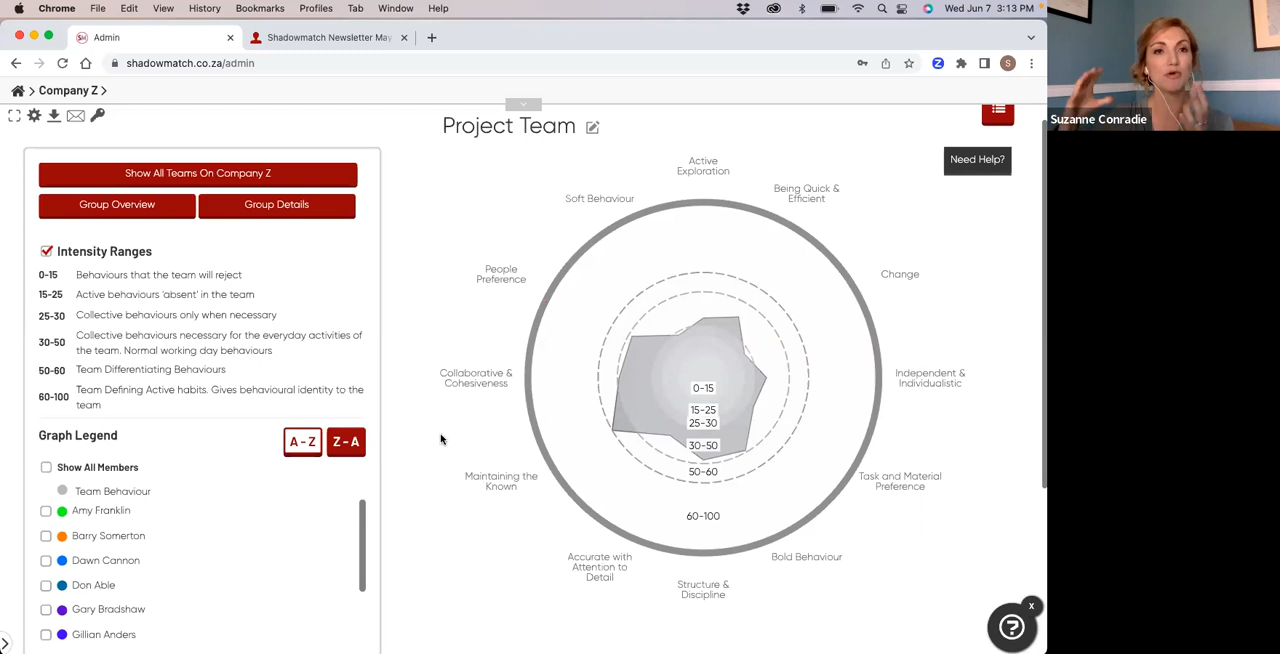 Chrome File Edit View History Bookmarks Profiles Tab Window Help Wed Jun 7 3:13 PM
SH Admin × Shadowmatch Newsletter May × +
shadowmatch.co.za/admin S
> Company Z >
Project Team
Need Help?
Suzanne Conradie
Show All Teams On Company Z
Group Overview Group Details
Intensity Ranges
0-15 Behaviours that the team will reject
15-25 Active behaviours 'absent' in the team
25-30 Collective behaviours only when necessary
30-50 Collective behaviours necessary for the everyday activities of
the team. Normal working day behaviours
50-60 Team Differentiating Behaviours
60-100 Team Defining Active habits. Gives behavioural identity to the
team
Graph Legend
A - Z Z - A
Show All Members
Team Behaviour
Amy Franklin
Barry Somerton
Dawn Cannon
Don Able
Gary Bradshaw
Gillian Anders
Active
Exploration
Being Quick &
Efficient
Change
Independent &
Individualistic
Task and Material
Preference
Bold Behaviour
Structure &
Discipline
Accurate with
Attention to
Detail
Maintaining the
Known
Collaborative &
Cohesiveness
People
Preference
Soft Behaviour
0-15
15-25
25-30
30-50
50-60
60-100
x
?